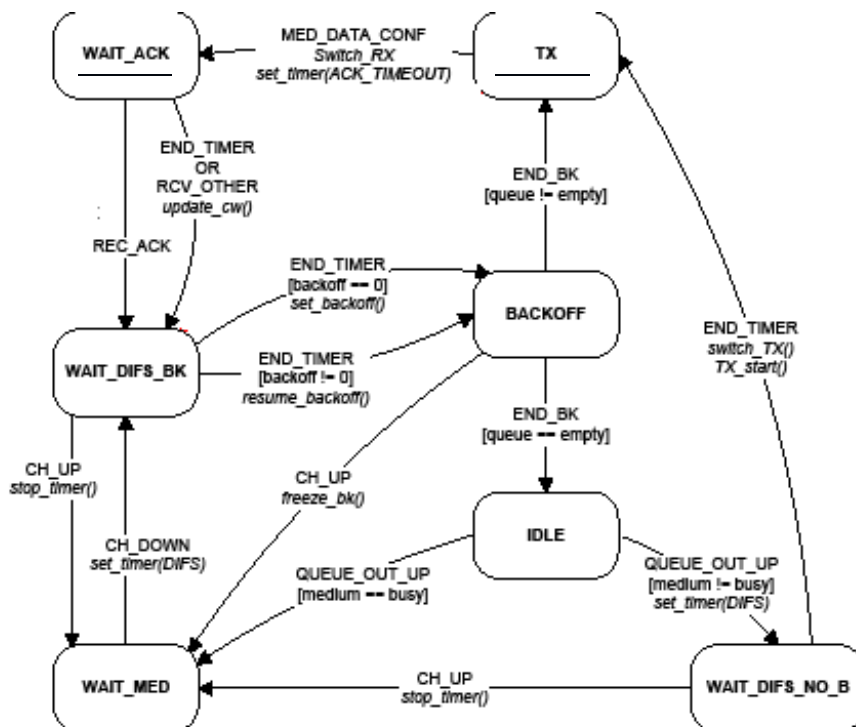 WAIT_ACK
MED_DATA_CONF
Switch_RX
set_timer(ACK_TIMEOUT)
TX
END_TIMER
OR
RCV_OTHER
update_cw()
REC_ACK
END_BK
[queue != empty]
END_TIMER
[backoff == 0]
set_backoff()
BACKOFF
WAIT_DIFS_BK
END_TIMER
[backoff != 0]
resume_backoff()
END_TIMER
switch_TX()
TX_start()
END_BK
[queue == empty]
CH_UP
stop_timer()
CH_UP
freeze_bk()
IDLE
CH_DOWN
set_timer(DIFS)
QUEUE_OUT_UP
[medium == busy]
QUEUE_OUT_UP
[medium != busy]
set_timer(DIFS)
WAIT_MED
CH_UP
stop_timer()
WAIT_DIFS_NO_B